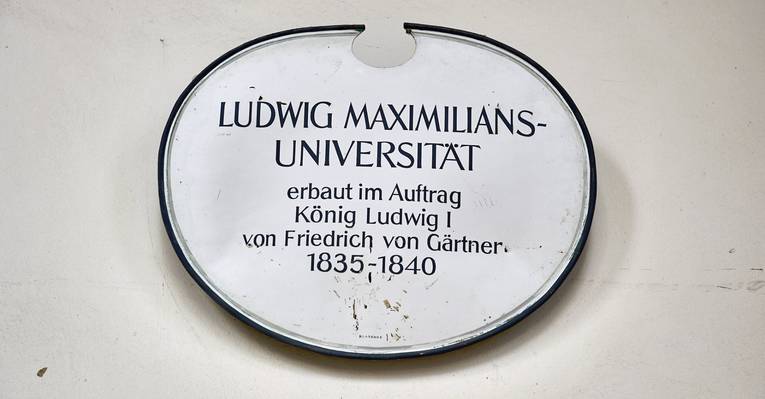 LUDWIG MAXIMILIANS-
UNIVERSITÄT
erbaut im Auftrag
König Ludwig I
von Friedrich von Gärtner
1835-1840